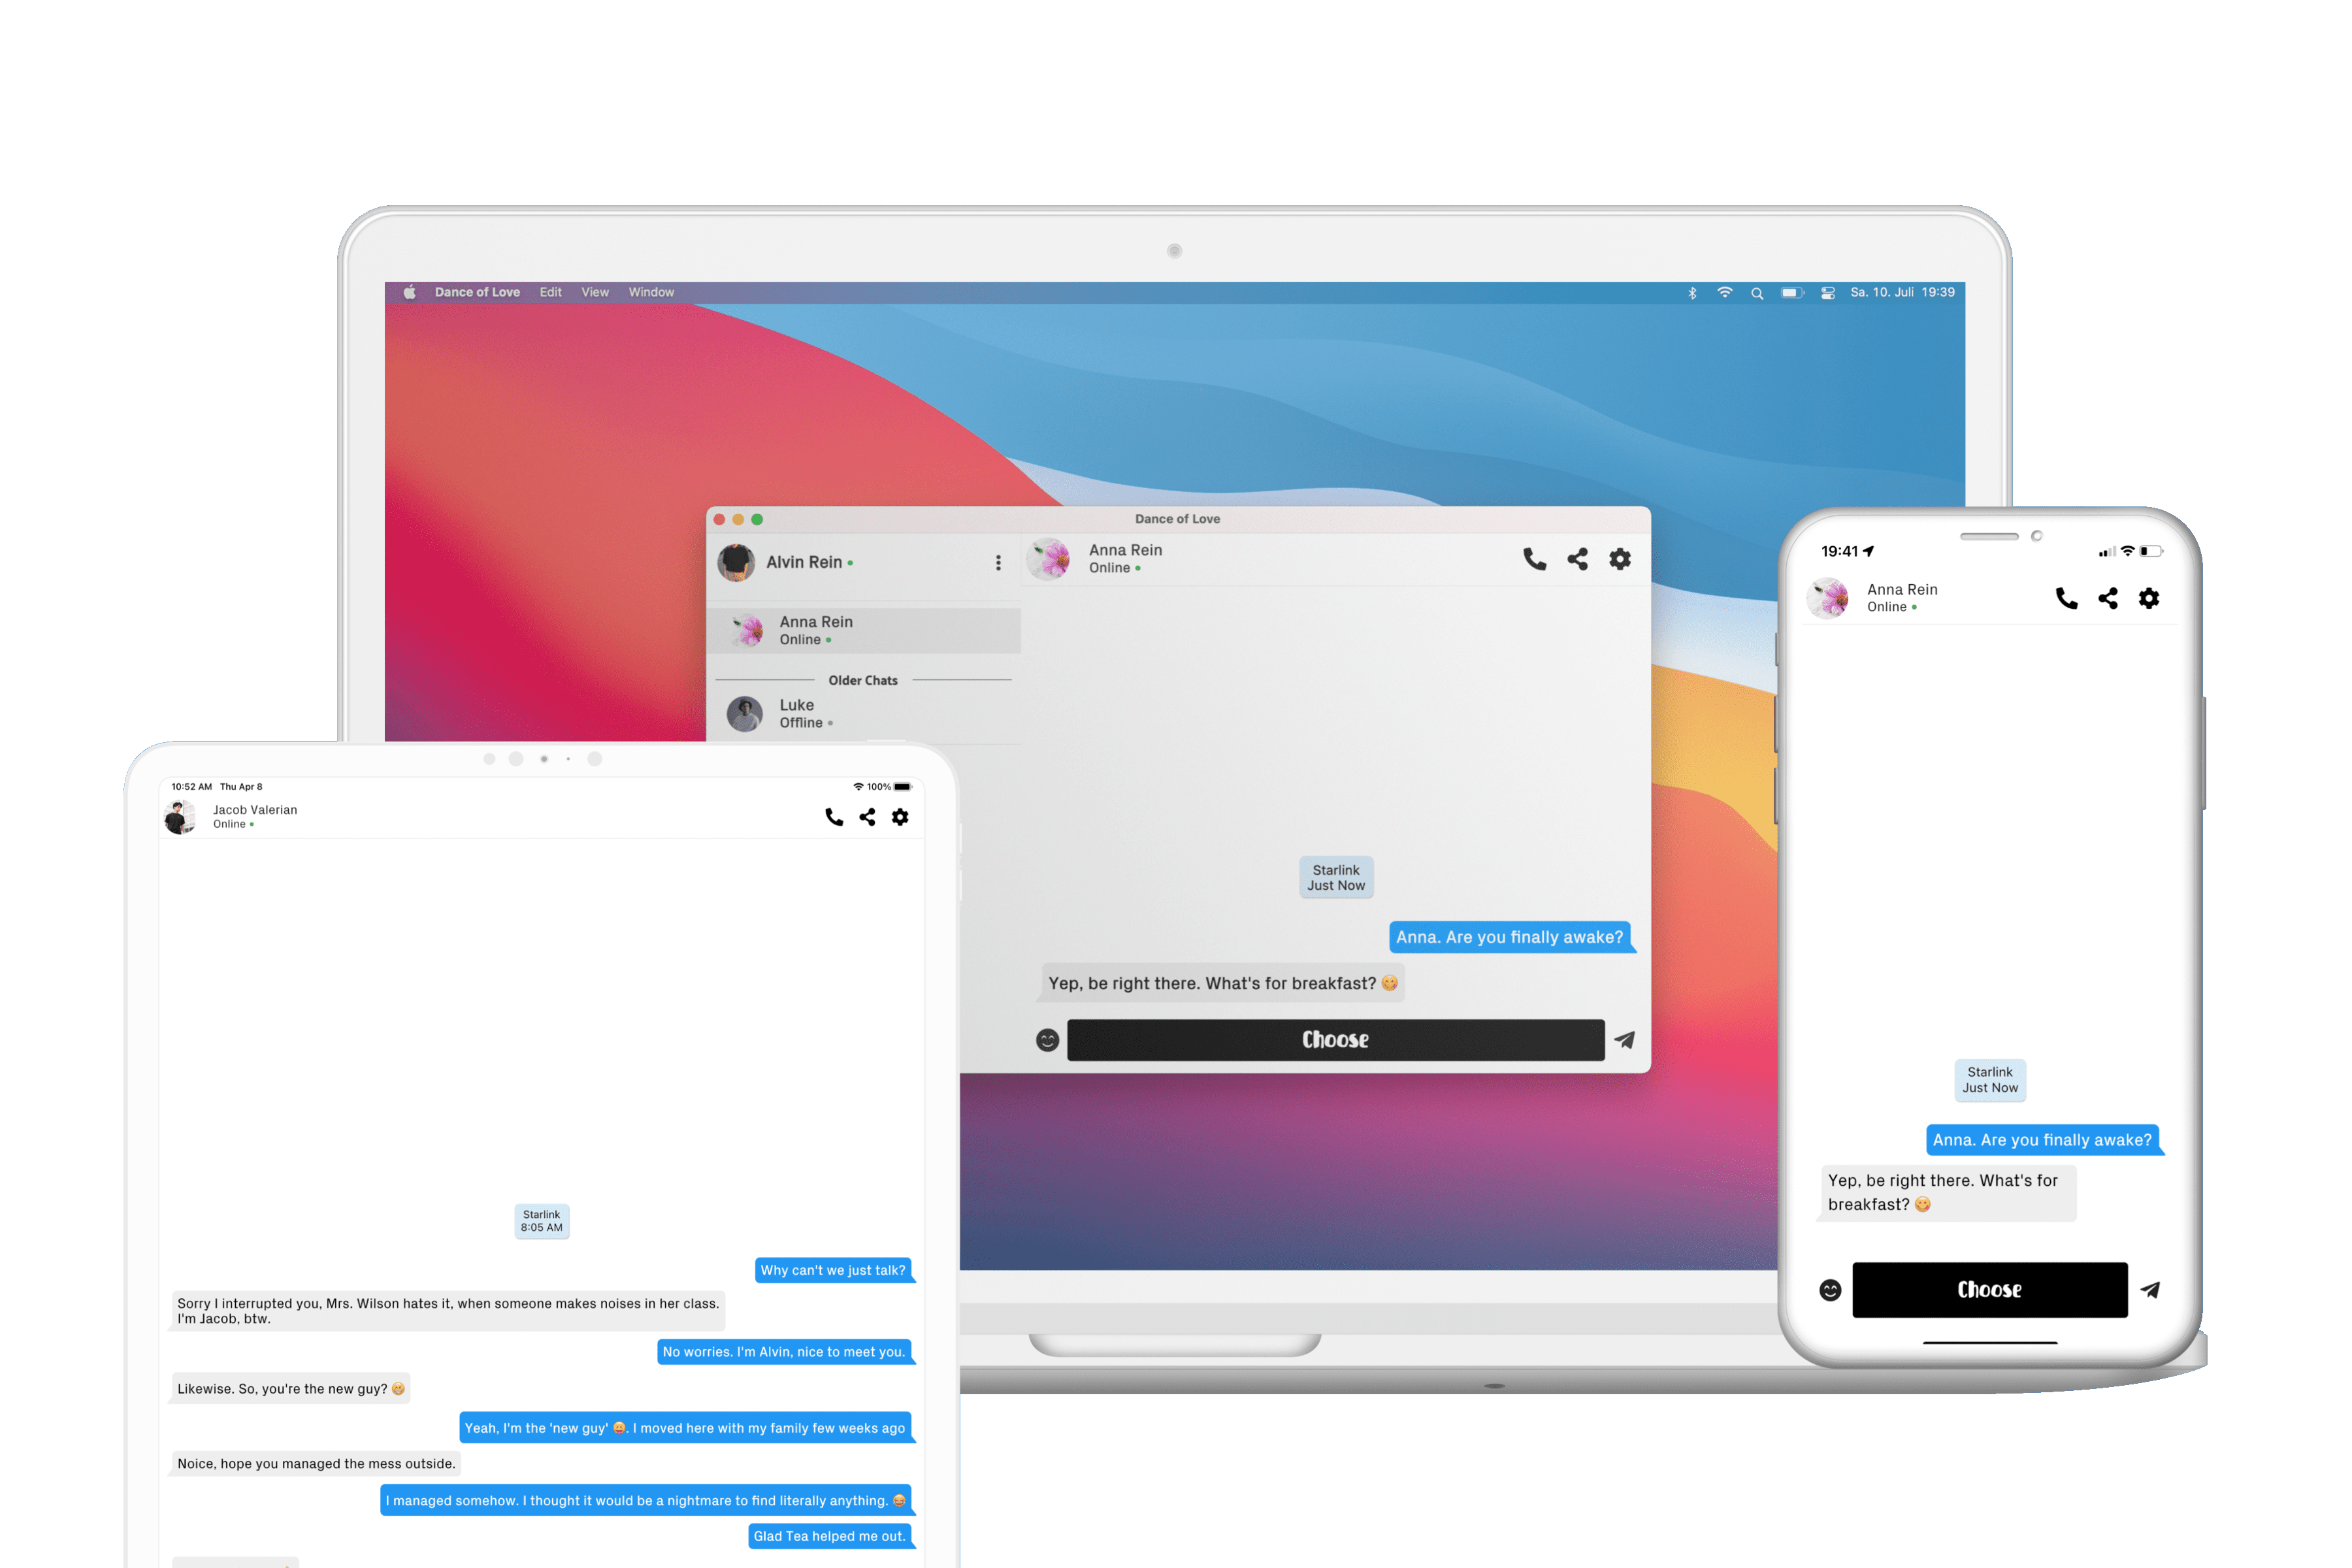 Dance of Love Edit View Window
Sa. 10. Juli 19:39
Dance of Love
Alvin Rein
Anna Rein
Online
Older Chats
Luke
Offline
Anna Rein
Online
Starlink
Just Now
Anna. Are you finally awake?
Yep, be right there. What's for breakfast? 😋
Choose
10:52 AM Thu Apr 8
100%
Jacob Valerian
Online
Starlink
8:05 AM
Why can't we just talk?
Sorry I interrupted you, Mrs. Wilson hates it, when someone makes noises in her class.
I'm Jacob, btw.
No worries. I'm Alvin, nice to meet you.
Likewise. So, you're the new guy? 😁
Yeah, I'm the 'new guy' 😛. I moved here with my family few weeks ago
Noice, hope you managed the mess outside.
I managed somehow. I thought it would be a nightmare to find literally anything. 😂
Glad Tea helped me out.
19:41
Anna Rein
Online
Starlink
Just Now
Anna. Are you finally awake?
Yep, be right there. What's for
breakfast? 😋
Choose